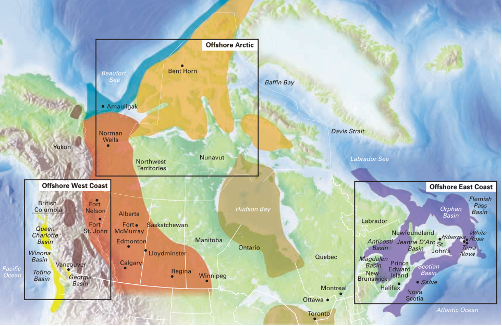 Offshore Arctic
Beaufort
Sea
Bent Horn
Baffin Bay
Amauligak
Norman
Wells
Davis Strait
Yukon
Northwest
Territories
Nunavut
Labrador Sea
Offshore West Coast
Offshore East Coast
British
Columbia
Fort
Nelson
Alberta
Hudson Bay
Flemish
Pass
Basin
Orphan
Basin
Labrador
Queen
Charlotte
Basin
Fort
St. John
Fort
McMurray
Saskatchewan
Newfoundland
Hibernia
White
Rose
Winona
Basin
Edmonton
Lloydminster
Manitoba
Ontario
Quebec
Anticosti
Basin
Jeanne D'Arc
Basin
St.
John's
Terra
Nova
Pacific
Ocean
Tofino
Basin
Vancouver
Georgia
Basin
Calgary
Regina
Winnipeg
Magdalen
Basin
Prince
Edward
Island
Scotian
Basin
New
Brunswick
Sable
Halifax
Nova
Scotia
Montreal
Ottawa
Toronto
Atlantic Ocean